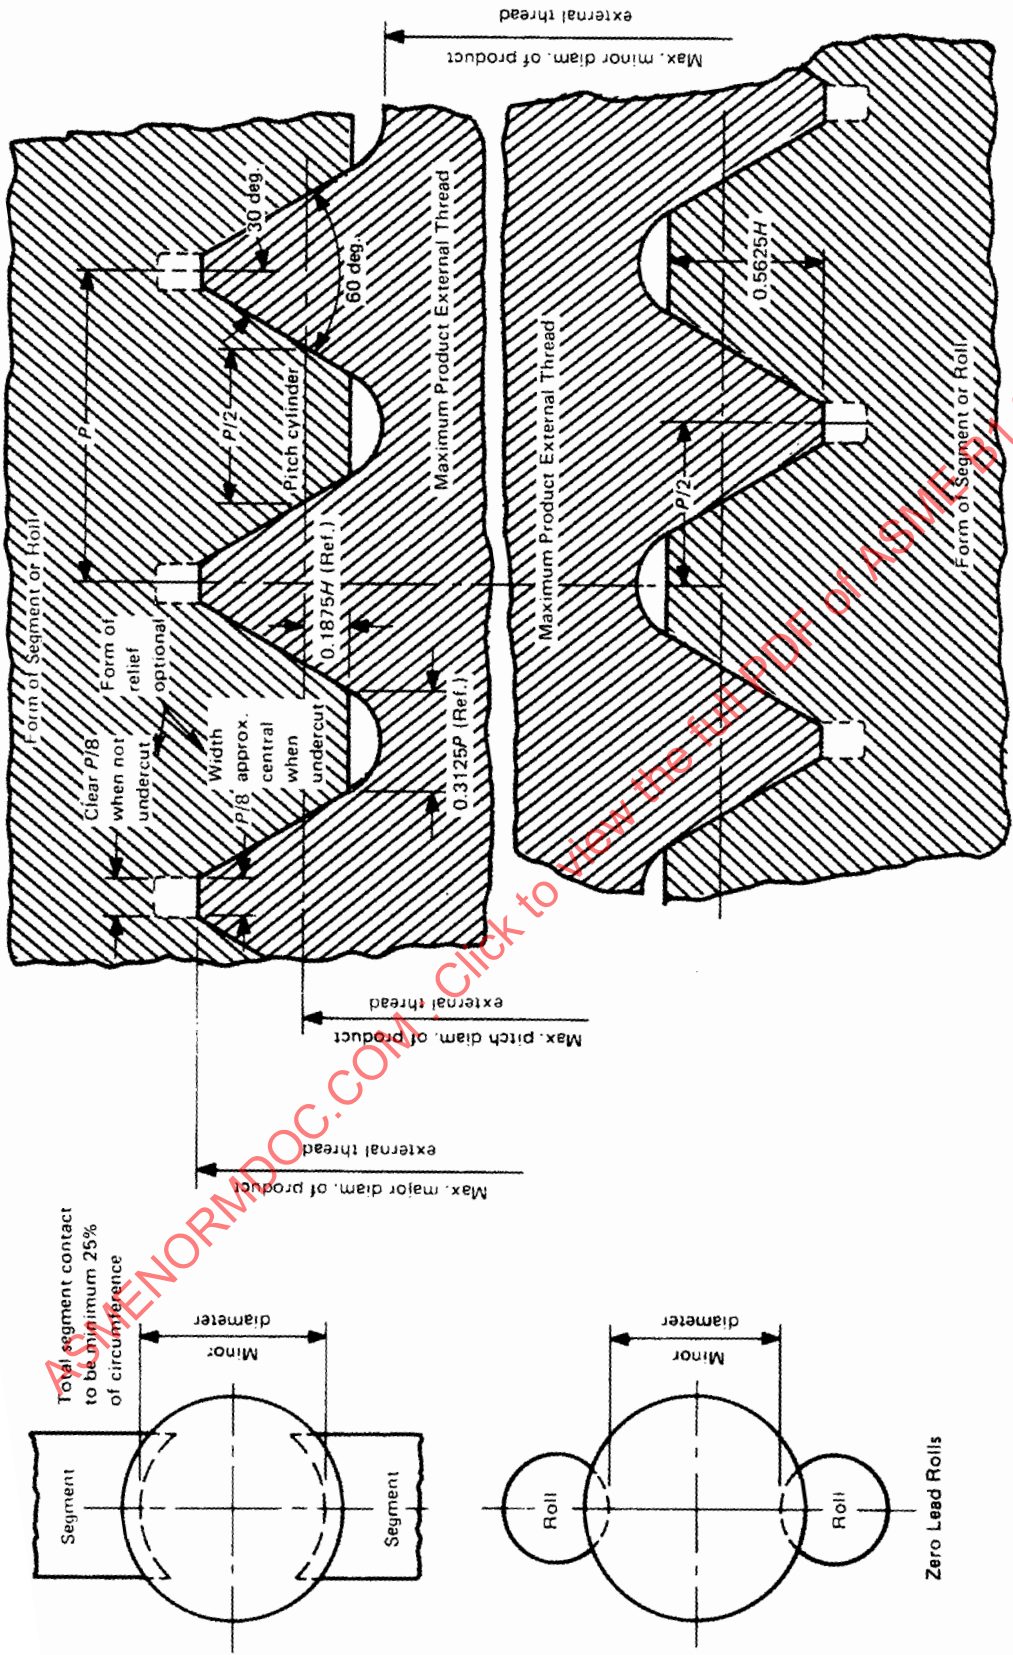 Form of Segment or Roll
Clear P/8
when not
undercut
Form of
relief
optional
P/8
Width
approx.
central
when
undercut
P
30 deg.
60 deg.
P/2
Pitch cylinder
0.1875H (Ref.)
0.3125P (Ref.)
Maximum Product External Thread
Max. minor diam. of product
external thread
Max. pitch diam. of product
external thread
Max. major diam. of product
external thread
Maximum Product External Thread
P/2
0.5625H
Form of Segment or Roll
Total segment contact
to be minimum 25%
of circumference
Segment
Segment
Minor
diameter
Roll
Roll
Minor
diameter
Zero Lead Rolls
ASMENORMDOC.COM : Click to view the full PDF of ASME B1